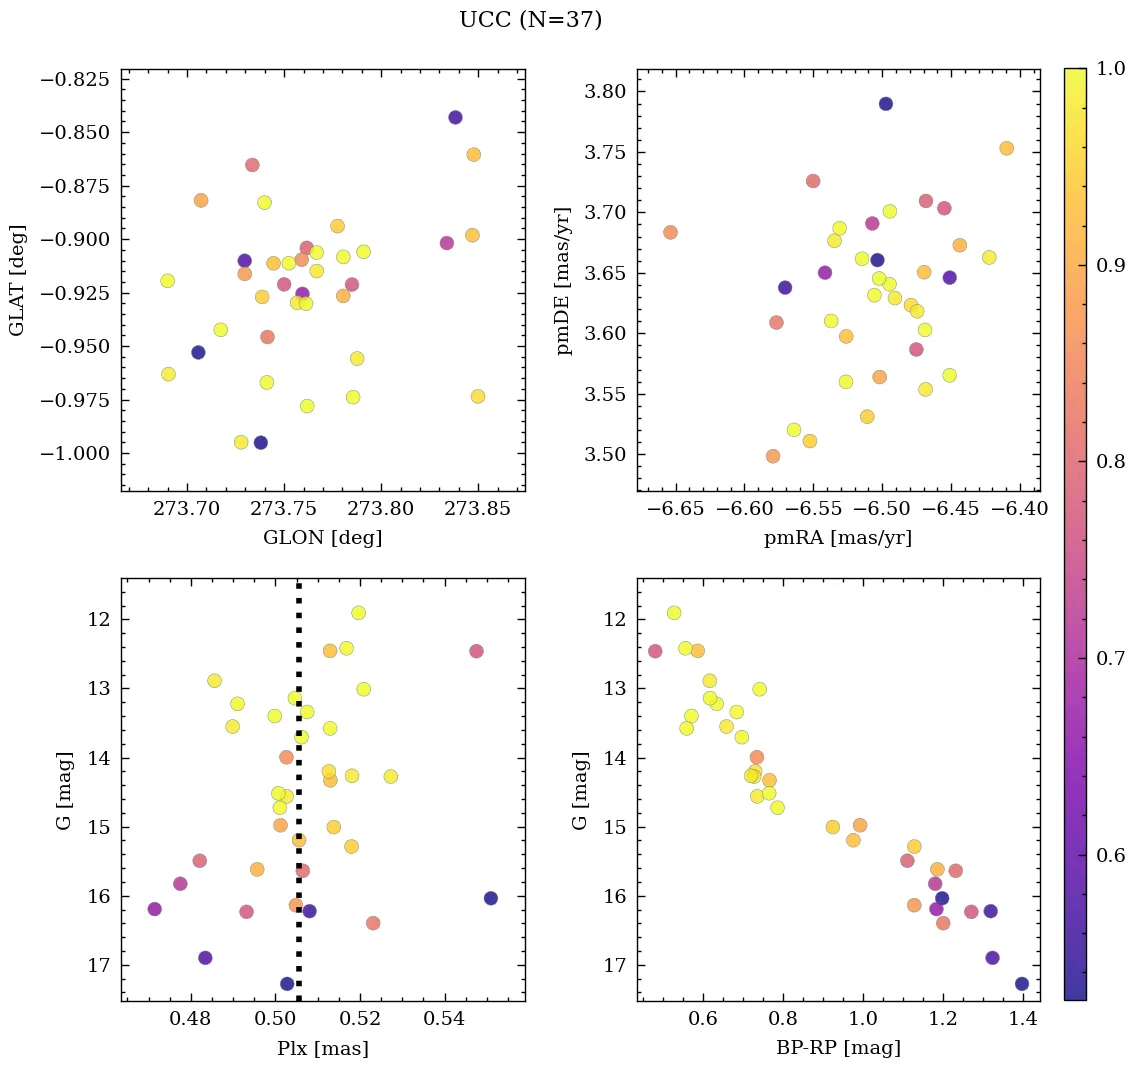 UCC (N=37)
−0.825
−0.850
−0.875
−0.900
−0.925
−0.950
−0.975
−1.000
GLAT [deg]
273.70 273.75 273.80 273.85
GLON [deg]
3.80
3.75
3.70
3.65
3.60
3.55
3.50
pmDE [mas/yr]
−6.65 −6.60 −6.55 −6.50 −6.45 −6.40
pmRA [mas/yr]
12
13
14
15
16
17
G [mag]
0.48 0.50 0.52 0.54
Plx [mas]
12
13
14
15
16
17
G [mag]
0.6 0.8 1.0 1.2 1.4
BP-RP [mag]
1.0
0.9
0.8
0.7
0.6